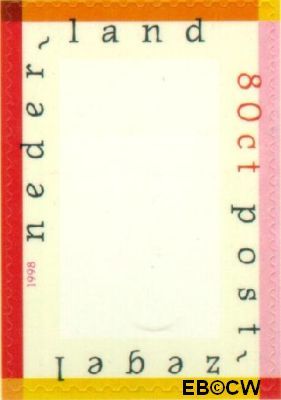 neder~
land
80ct
post~
zegel
1998
EB©CW